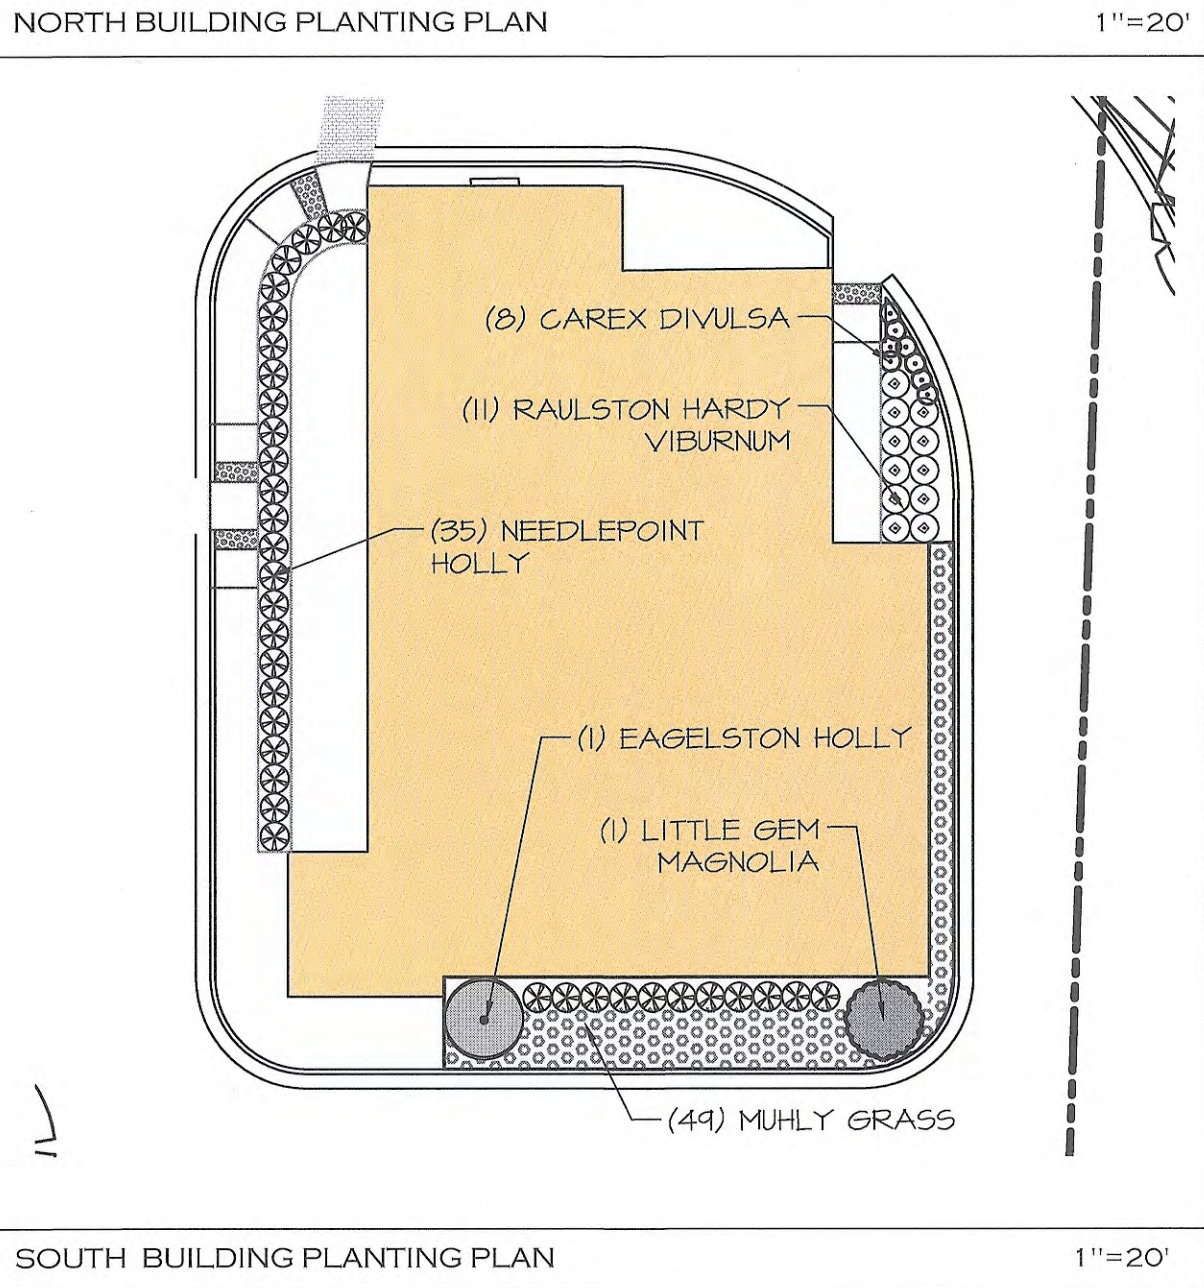 NORTH BUILDING PLANTING PLAN 1"=20'
(8) CAREX DIVULSA
(11) RAULSTON HARDY
VIBURNUM
(35) NEEDLEPOINT
HOLLY
(1) EAGELSTON HOLLY
(1) LITTLE GEM
MAGNOLIA
(49) MUHLY GRASS
SOUTH BUILDING PLANTING PLAN 1"=20'